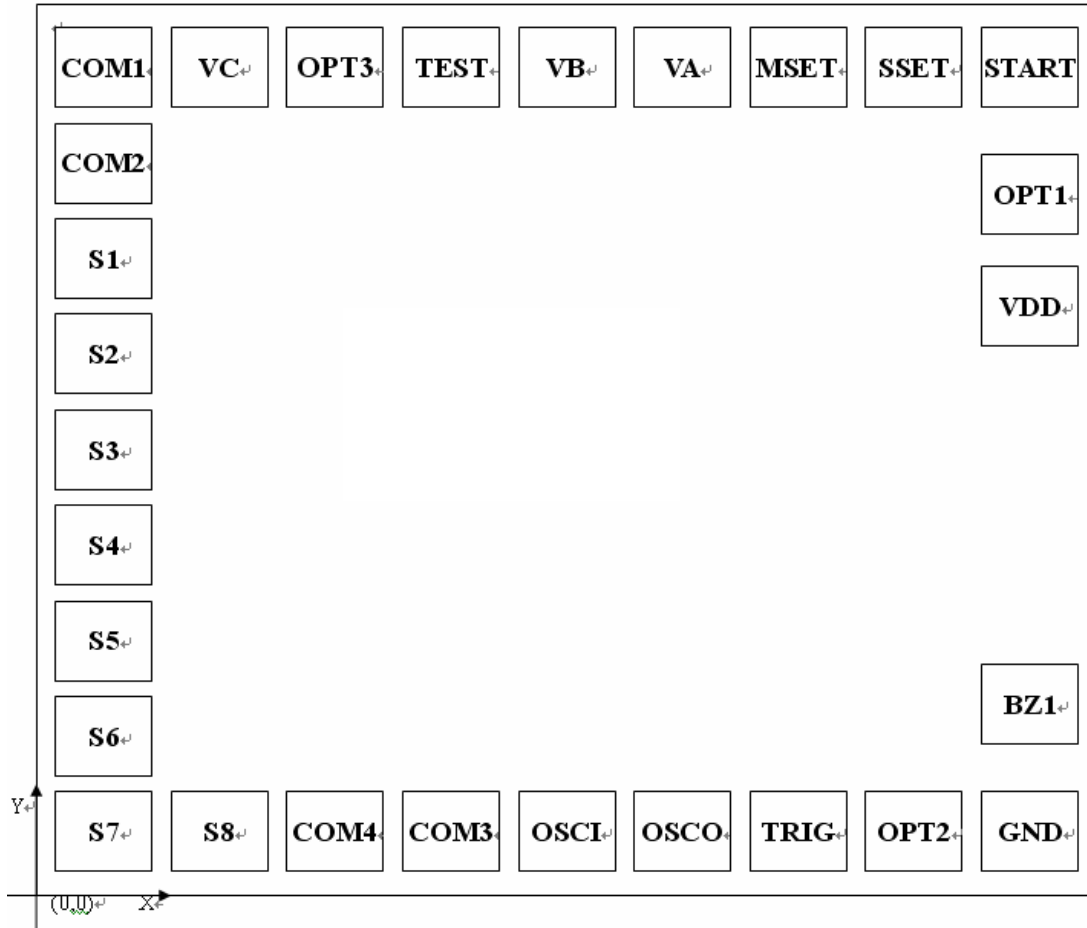 COM1 VC OPT3 TEST VB VA MSET SSET START
COM2
OPT1
S1
VDD
S2
S3
S4
S5
BZ1
S6
Y
S7 S8 COM4 COM3 OSCI OSCO TRIG OPT2 GND
(0,0) X